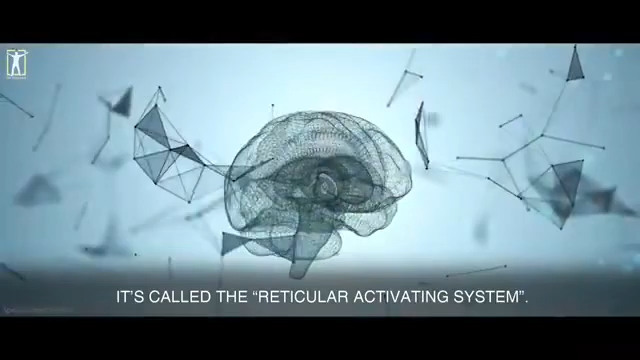 IT'S CALLED THE “RETICULAR ACTIVATING SYSTEM”.